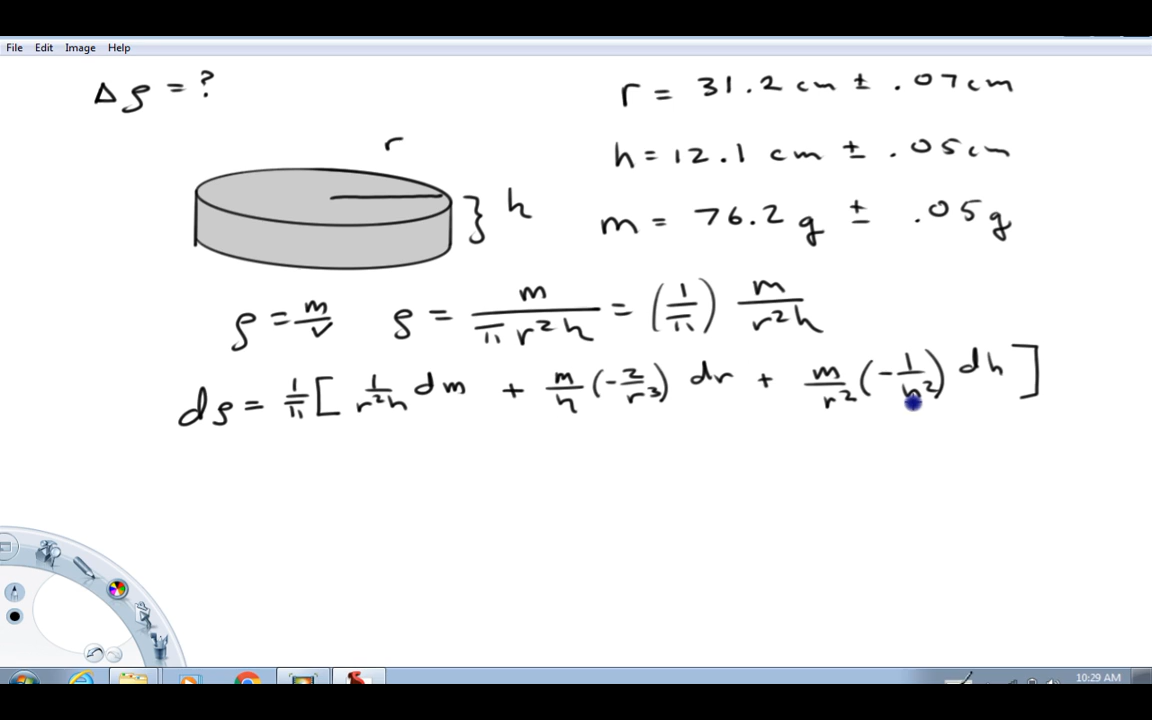 File Edit Image Help
Δρ = ?
r = 31.2 cm ± .07cm
r
h = 12.1 cm ± .05cm
h
m = 76.2 g ± .05g
ρ = m/V ρ = m/(π r²h) = (1/π) m/(r²h)
dρ = 1/π [ 1/(r²h) dm + m/h (-2/r³) dr + m/r² (-1/h²) dh ]
10:29 AM